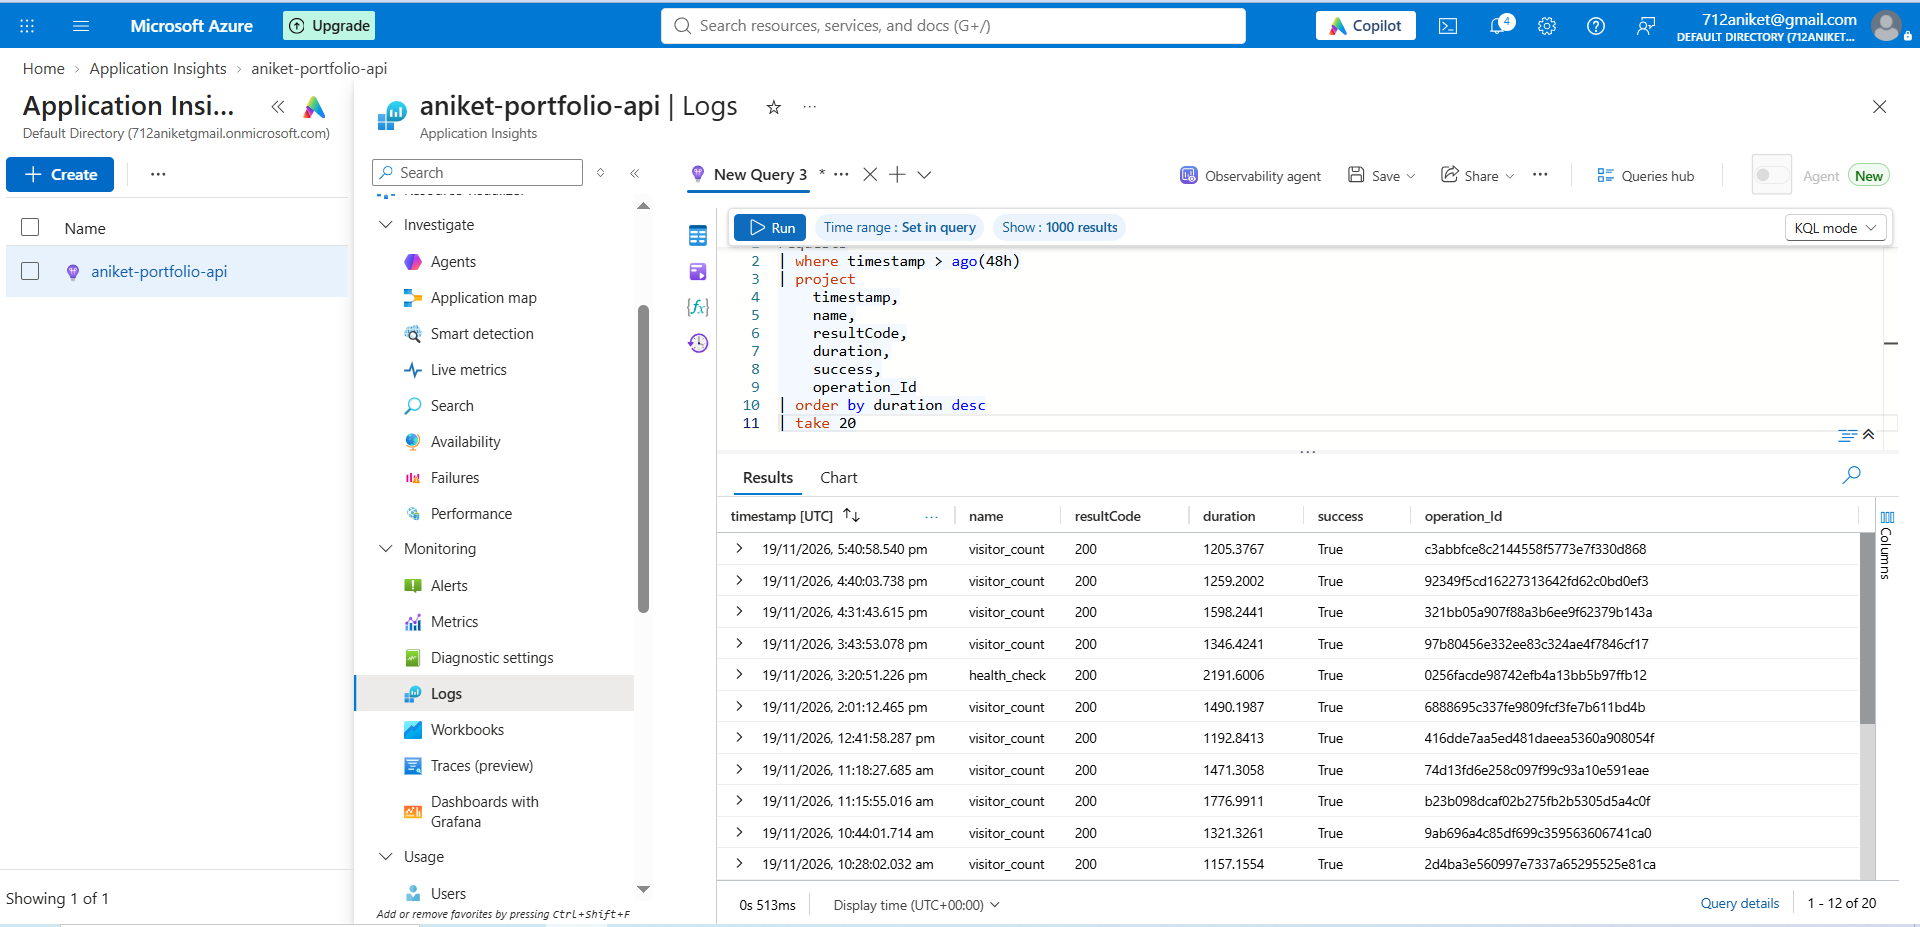 Microsoft Azure
Upgrade
Search resources, services, and docs (G+/)
Copilot
4
712aniket@gmail.com
DEFAULT DIRECTORY (712ANIKET...
Home > Application Insights > aniket-portfolio-api
Application Insi...
Default Directory (712aniketgmail.onmicrosoft.com)
Create
Name
aniket-portfolio-api
Showing 1 of 1
aniket-portfolio-api | Logs
Application Insights
Search
Investigate
Agents
Application map
Smart detection
Live metrics
Search
Availability
Failures
Performance
Monitoring
Alerts
Metrics
Diagnostic settings
Logs
Workbooks
Traces (preview)
Dashboards with
Grafana
Usage
Users
Add or remove favorites by pressing Ctrl+Shift+F
New Query 3 *
Observability agent
Save
Share
Queries hub
Agent
New
Run
Time range : Set in query
Show : 1000 results
KQL mode
2 | where timestamp > ago(48h)
3 | project
4 timestamp,
5 name,
6 resultCode,
7 duration,
8 success,
9 operation_Id
10 | order by duration desc
11 | take 20
Results
Chart
timestamp [UTC] name resultCode duration success operation_Id
19/11/2026, 5:40:58.540 pm visitor_count 200 1205.3767 True c3abbfce8c2144558f5773e7f330d868
19/11/2026, 4:40:03.738 pm visitor_count 200 1259.2002 True 92349f5cd16227313642fd62c0bd0ef3
19/11/2026, 4:31:43.615 pm visitor_count 200 1598.2441 True 321bb05a907f88a3b6ee9f62379b143a
19/11/2026, 3:43:53.078 pm visitor_count 200 1346.4241 True 97b80456e332ee83c324ae4f7846cf17
19/11/2026, 3:20:51.226 pm health_check 200 2191.6006 True 0256facde98742efb4a13bb5b97ffb12
19/11/2026, 2:01:12.465 pm visitor_count 200 1490.1987 True 6888695c337fe9809fcf3fe7b611bd4b
19/11/2026, 12:41:58.287 pm visitor_count 200 1192.8413 True 416dde7aa5ed481daeea5360a908054f
19/11/2026, 11:18:27.685 am visitor_count 200 1471.3058 True 74d13fd6e258c097f99c93a10e591eae
19/11/2026, 11:15:55.016 am visitor_count 200 1776.9911 True b23b098dcaf02b275fb2b5305d5a4c0f
19/11/2026, 10:44:01.714 am visitor_count 200 1321.3261 True 9ab696a4c85df699c359563606741ca0
19/11/2026, 10:28:02.032 am visitor_count 200 1157.1554 True 2d4ba3e560997e7337a65295525e81ca
Columns
0s 513ms
Display time (UTC+00:00)
Query details
1 - 12 of 20